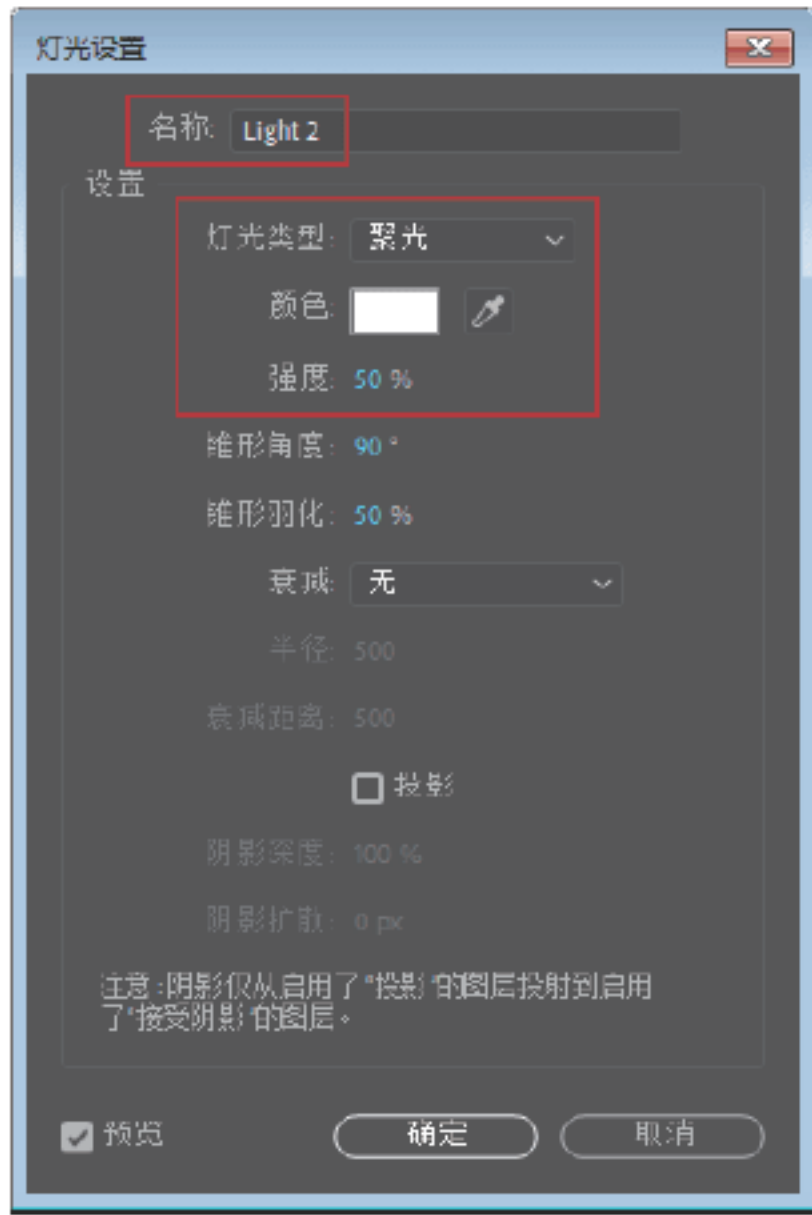 灯光设置
名称: Light 2
设置
灯光类型: 聚光
颜色:
强度: 50 %
锥形角度: 90 °
锥形羽化: 50 %
衰减: 无
半径: 500
衰减距离: 500
投影
阴影深度: 100 %
阴影扩散: 0 px
注意:阴影仅从启用了"投影"的图层投射到启用
了"接受阴影"的图层。
预览 确定 取消